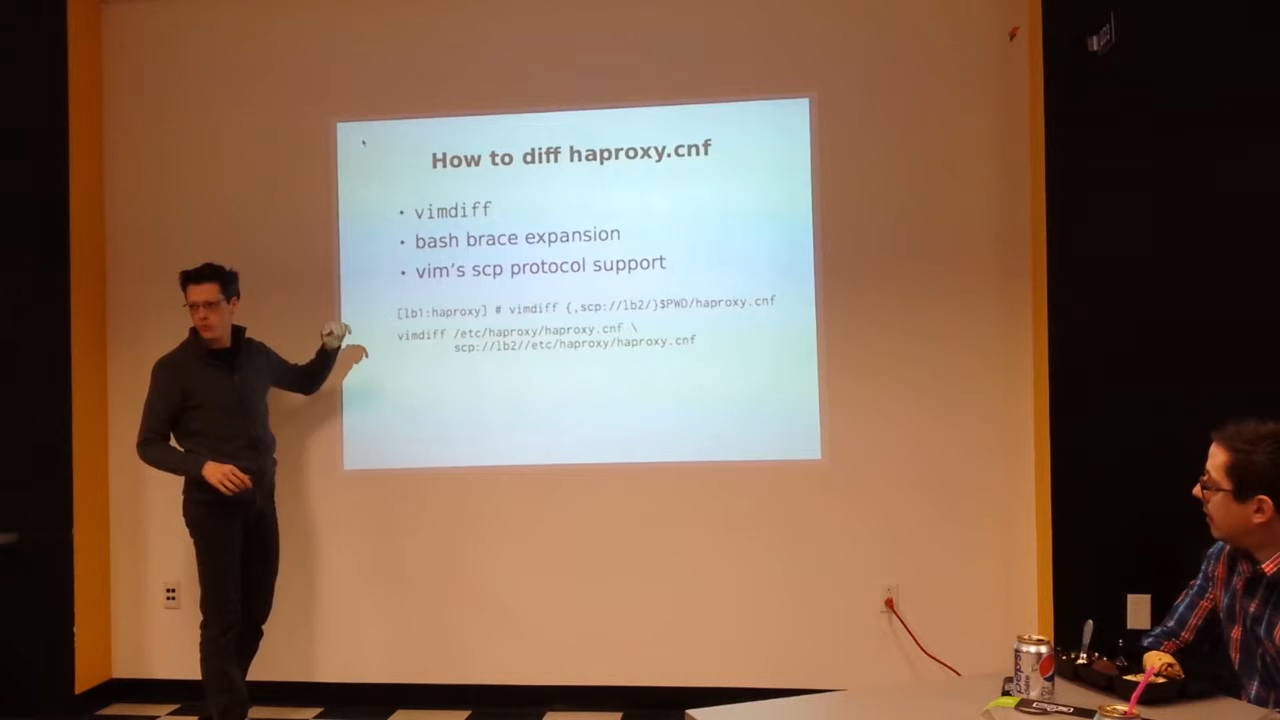 How to diff haproxy.cnf
• vimdiff
• bash brace expansion
• vim's scp protocol support
[lb1:haproxy] # vimdiff {,scp://lb2/}$PWD/haproxy.cnf
vimdiff /etc/haproxy/haproxy.cnf \
scp://lb2//etc/haproxy/haproxy.cnf
pepsi